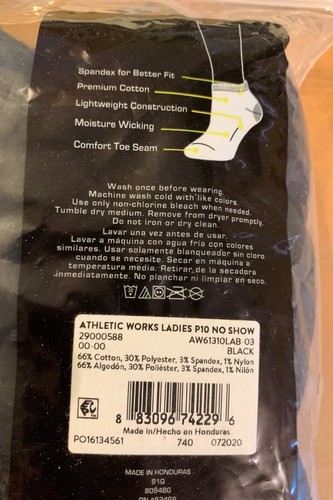 Spandex for Better Fit
Premium Cotton
Lightweight Construction
Moisture Wicking
Comfort Toe Seam
Wash once before wearing.
Machine wash cold with like colors.
Use only non-chlorine bleach when needed.
Tumble dry medium. Remove from dryer promptly.
Do not iron or dry clean.
Lavar una vez antes de usar.
Lavar a máquina con agua fria con colores
similares. Usar solamente blanqueador sin cloro
cuando se necesite. Secar en máquina a
temperatura media. Retirar de la secadora
inmediatamente. No planchar ni limpiar en seco.
ATHLETIC WORKS LADIES P10 NO SHOW
29000588 AW61310LAB-03
00-00 BLACK
66% Cotton, 30% Polyester, 3% Spandex, 1% Nylon
66% Algodón, 30% Poliéster, 3% Spandex, 1% Nilón
8 83096 74229 6
Made in/Hecho en Honduras
PO16134561 740 072020
MADE IN HONDURAS
91Q
80948G